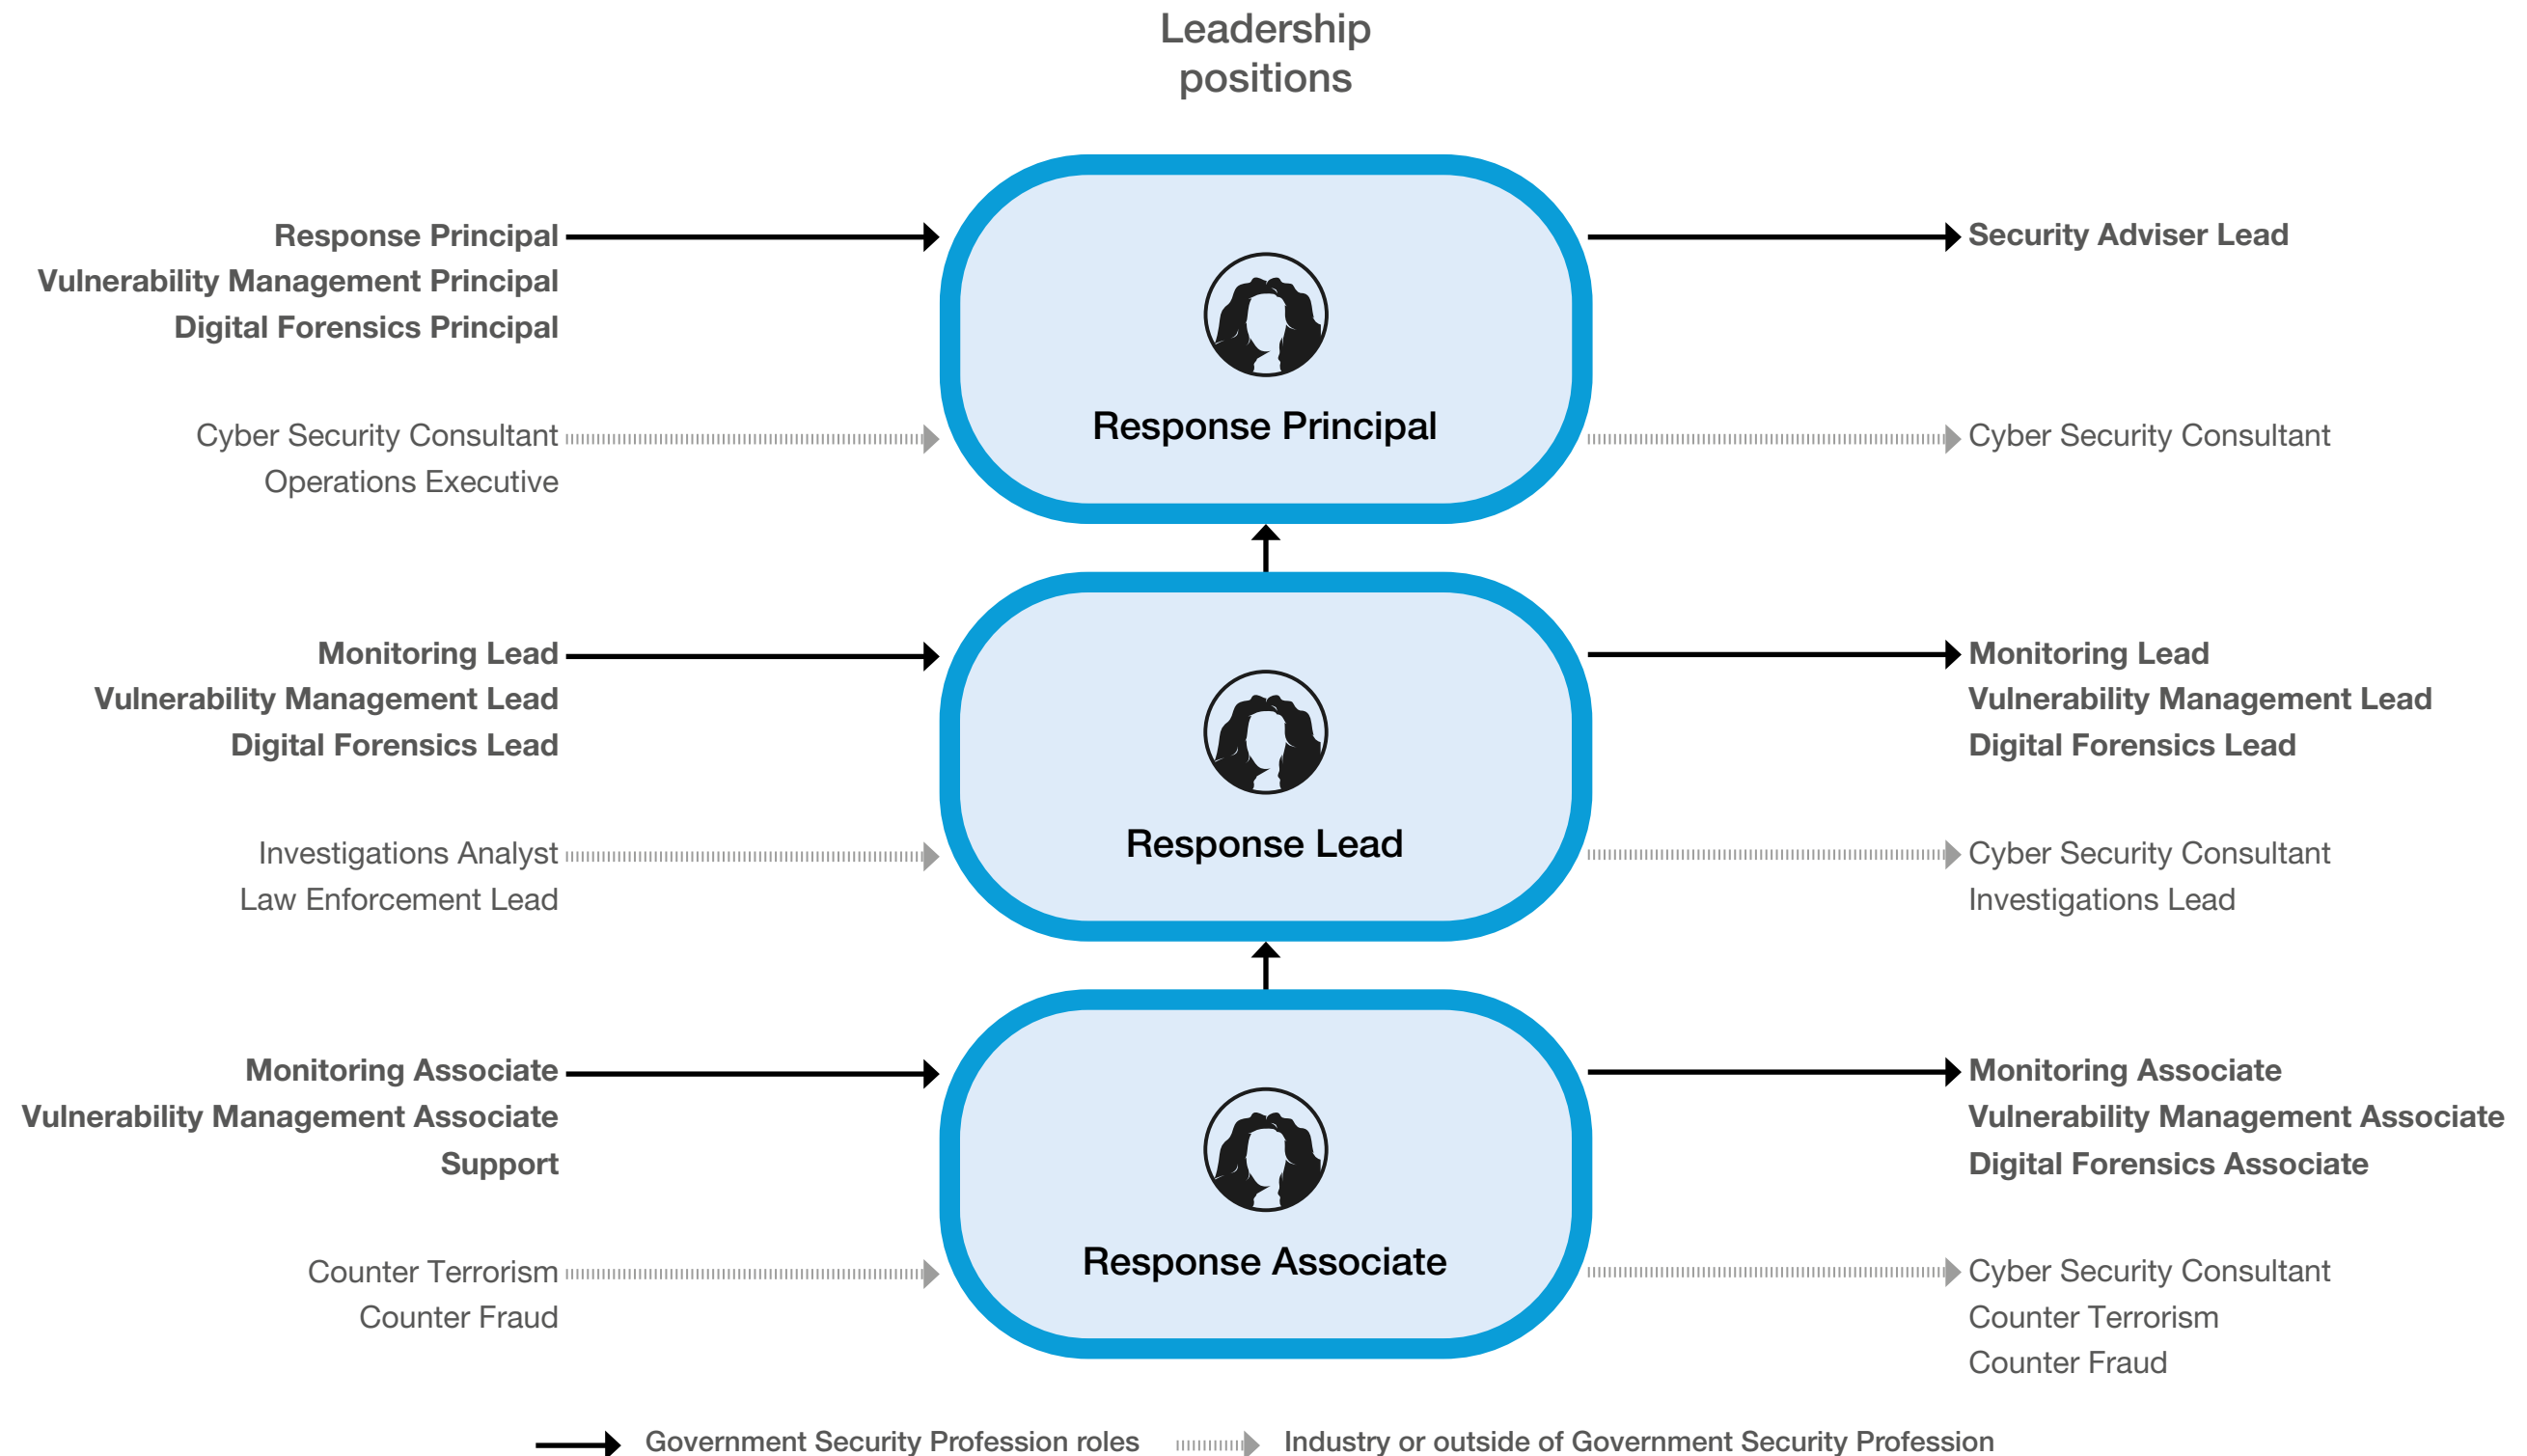 Leadership
positions
Response Principal
Vulnerability Management Principal
Digital Forensics Principal
Cyber Security Consultant
Operations Executive
Response Principal
Security Adviser Lead
Cyber Security Consultant
Monitoring Lead
Vulnerability Management Lead
Digital Forensics Lead
Investigations Analyst
Law Enforcement Lead
Response Lead
Monitoring Lead
Vulnerability Management Lead
Digital Forensics Lead
Cyber Security Consultant
Investigations Lead
Monitoring Associate
Vulnerability Management Associate
Support
Counter Terrorism
Counter Fraud
Response Associate
Monitoring Associate
Vulnerability Management Associate
Digital Forensics Associate
Cyber Security Consultant
Counter Terrorism
Counter Fraud
Government Security Profession roles
Industry or outside of Government Security Profession